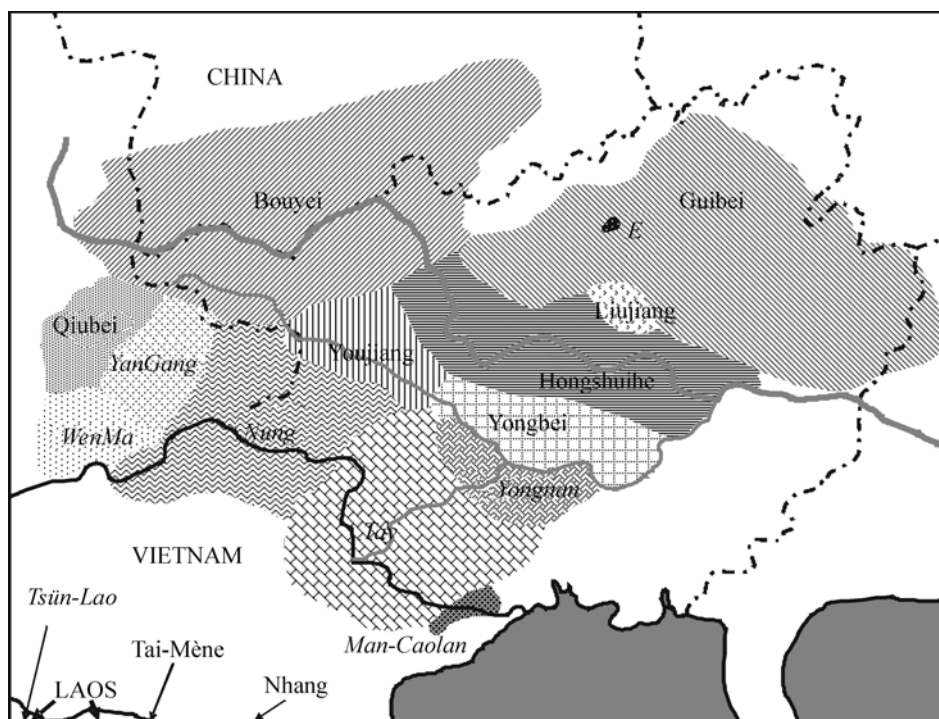 CHINA
Bouyei
Guibei
E
Liujiang
Qiubei
Youjiang
YanGang
Hongshuihe
Yongbei
WenMa
Nung
Yongnan
Tay
VIETNAM
Tsün-Lao
Man-Caolan
Tai-Mène
LAOS
Nhang